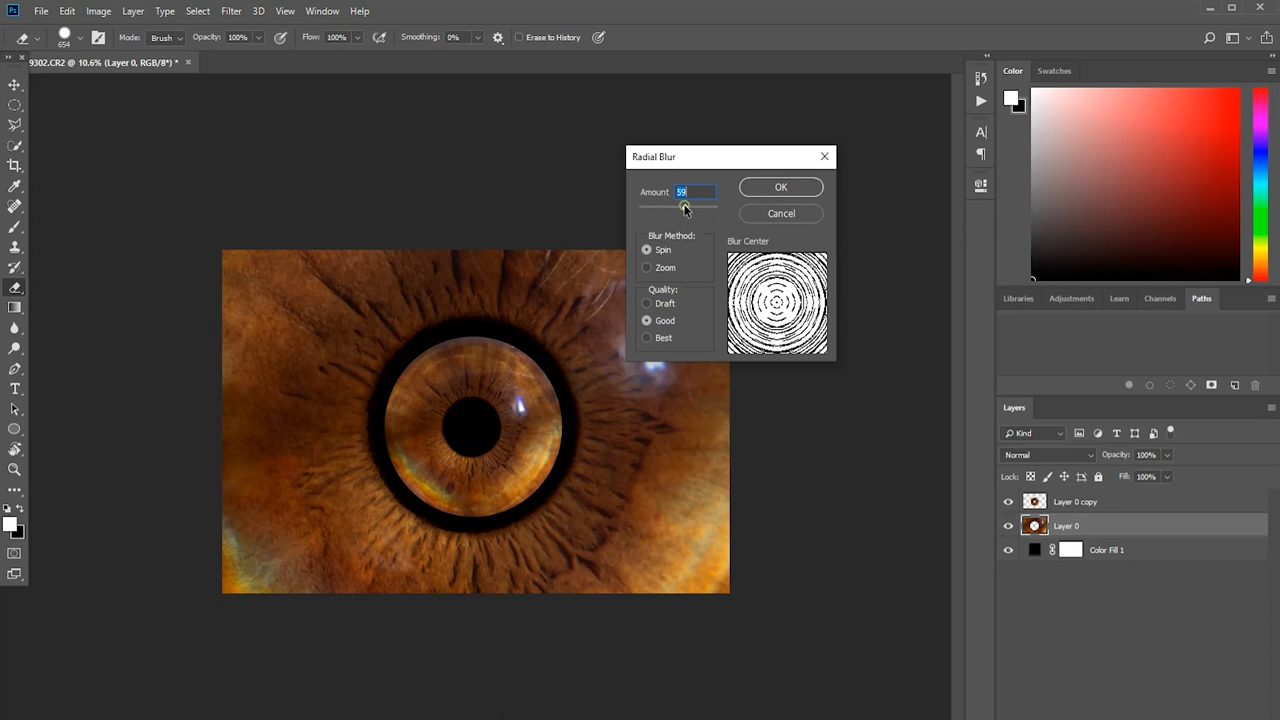 Ps File Edit Image Layer Type Select Filter 3D View Window Help
654 Mode: Brush Opacity: 100% Flow: 100% Smoothing: 0% Erase to History
9302.CR2 @ 10.6% (Layer 0, RGB/8*) *
Color Swatches
Radial Blur
Amount 59 OK
Cancel
Blur Method: Blur Center
Spin
Zoom
Quality:
Draft
Good
Best
Libraries Adjustments Learn Channels Paths
Layers
Kind
Normal Opacity: 100%
Lock: Fill: 100%
Layer 0 copy
Layer 0
Color Fill 1